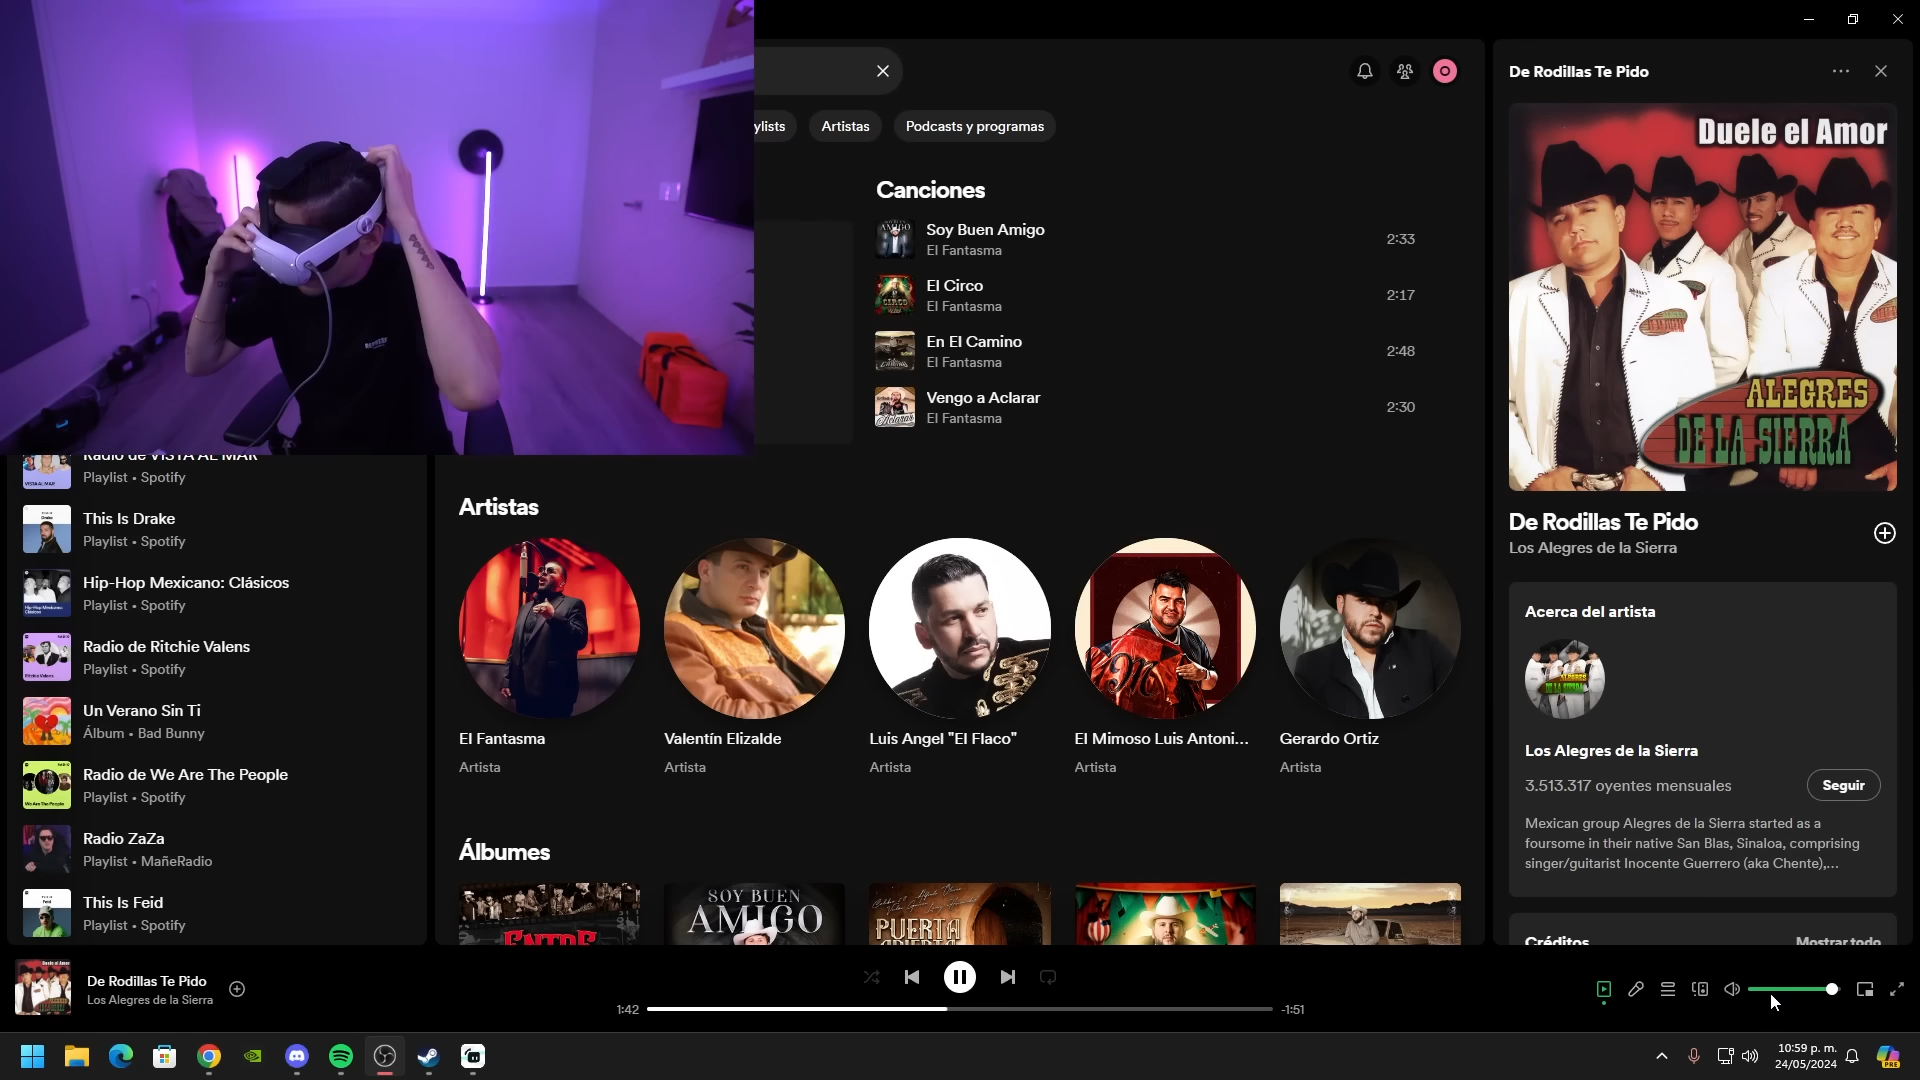 ylists
Artistas
Podcasts y programas
Canciones
Soy Buen Amigo
El Fantasma
2:33
El Circo
El Fantasma
2:17
En El Camino
El Fantasma
2:48
Vengo a Aclarar
El Fantasma
2:30
Radio de VISTA AL MAR
Playlist • Spotify
This Is Drake
Playlist • Spotify
Hip-Hop Mexicano: Clásicos
Playlist • Spotify
Radio de Ritchie Valens
Playlist • Spotify
Un Verano Sin Ti
Álbum • Bad Bunny
Radio de We Are The People
Playlist • Spotify
Radio ZaZa
Playlist • MañeRadio
This Is Feid
Playlist • Spotify
Artistas
El Fantasma
Artista
Valentín Elizalde
Artista
Luis Angel "El Flaco"
Artista
El Mimoso Luis Antoni...
Artista
Gerardo Ortiz
Artista
Álbumes
ENTRE
SOY BUEN
AMIGO
PUERTA
ABIERTA
De Rodillas Te Pido
Duele el Amor
ALEGRES
DE LA SIERRA
De Rodillas Te Pido
Los Alegres de la Sierra
Acerca del artista
Los Alegres de la Sierra
3.513.317 oyentes mensuales
Seguir
Mexican group Alegres de la Sierra started as a
foursome in their native San Blas, Sinaloa, comprising
singer/guitarist Inocente Guerrero (aka Chente),...
Créditos
Mostrar todo
De Rodillas Te Pido
Los Alegres de la Sierra
1:42
-1:51
10:59 p. m.
24/05/2024